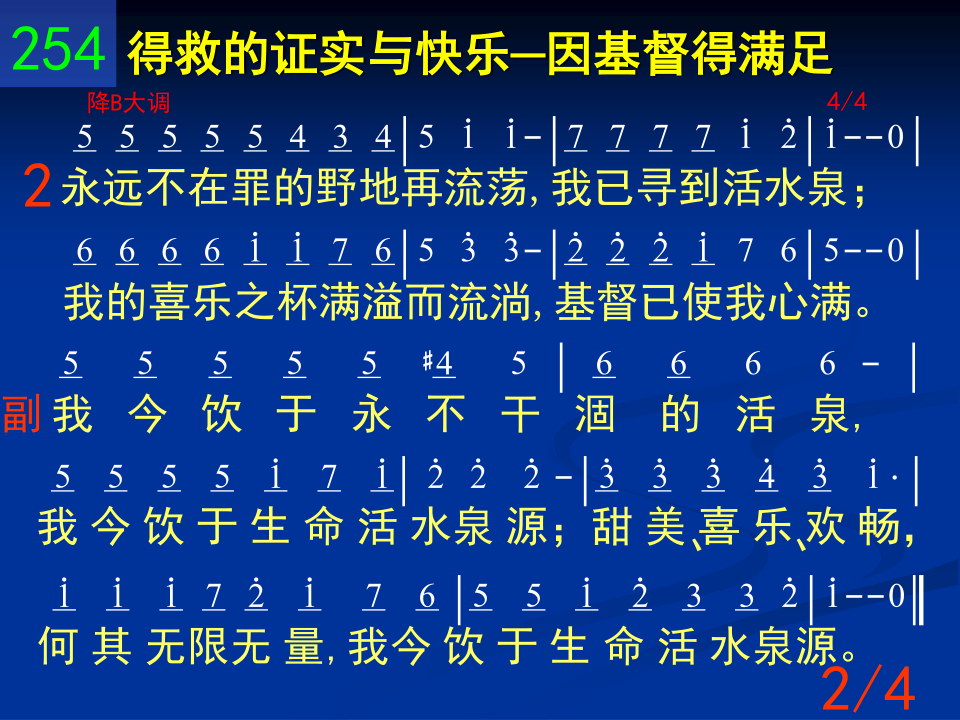 254 得救的证实与快乐—因基督得满足
降B大调 4/4
5 5 5 5 5 4 3 4|5 i i-|7 7 7 7 i 2̇|i--0|
2 永远不在罪的野地再流荡,我已寻到活水泉；
6 6 6 6 i i 7 6|5 3̇ 3̇-|2̇ 2̇ 2̇ i 7 6|5--0|
我的喜乐之杯满溢而流淌,基督已使我心满。
5 5 5 5 5 #4 5 | 6 6 6 6 - |
副 我 今 饮 于 永 不 干 涸 的 活 泉,
5 5 5 5 i 7 i| 2̇ 2̇ 2̇ -|3̇ 3̇ 3̇ 4̇ 3̇ i·|
我 今 饮 于 生 命 活 水泉 源；甜 美、喜 乐、欢 畅，
i i i 7 2̇ i 7 6 |5 5 i 2̇ 3 3 2̇|i--0‖
何 其 无限无 量,我今 饮 于 生 命 活 水泉源。
2/4